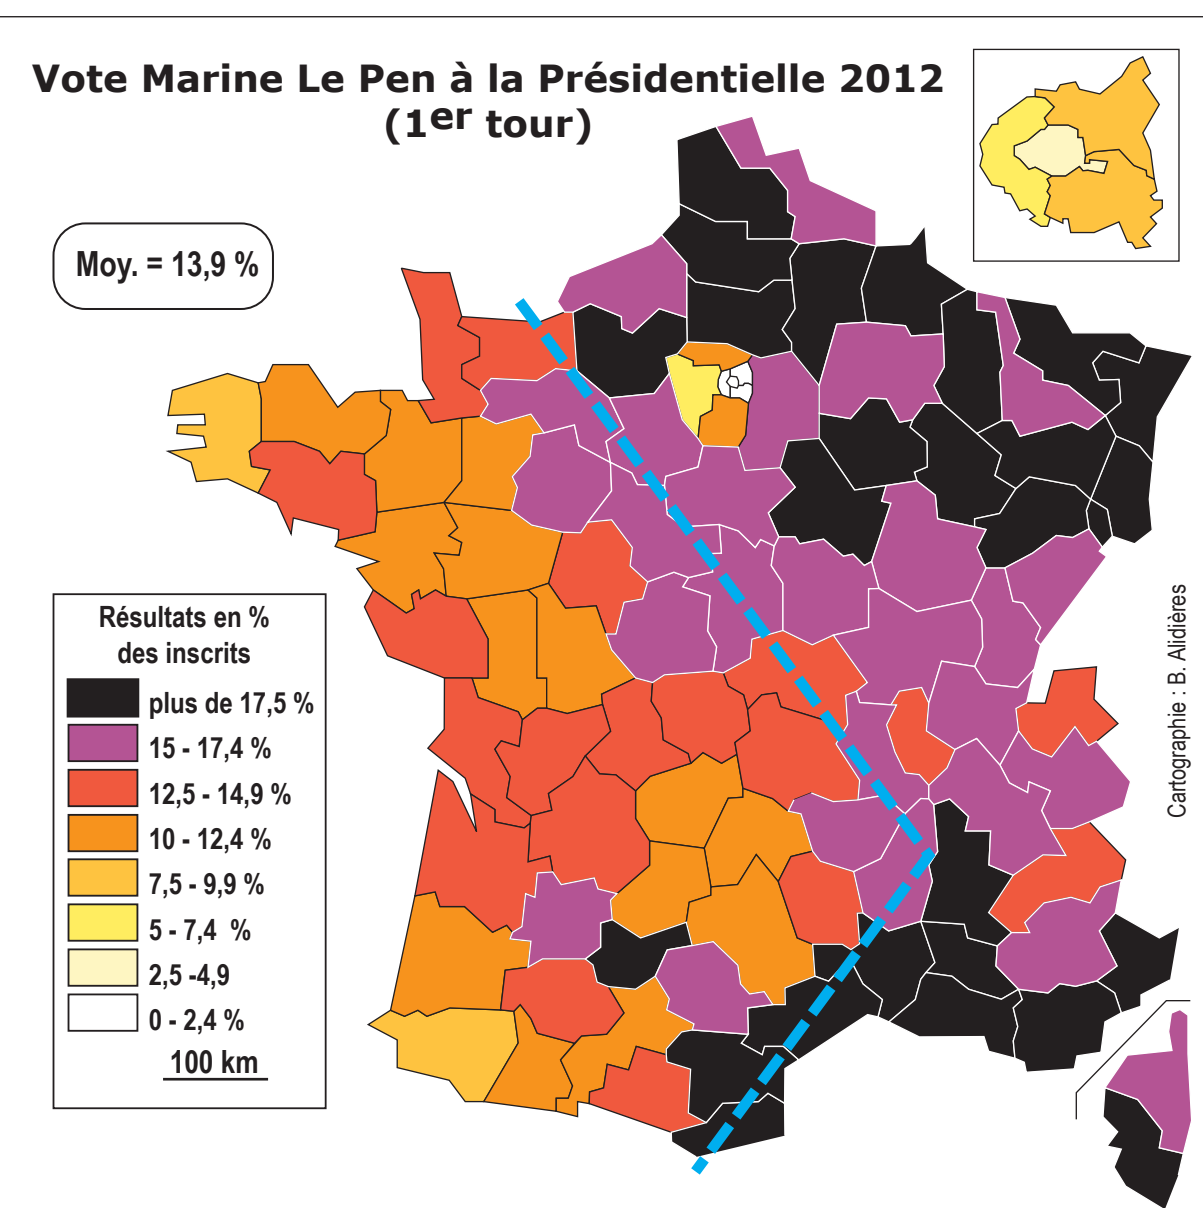 Vote Marine Le Pen à la Présidentielle 2012
(1er tour)
Moy. = 13,9 %
Résultats en %
des inscrits
plus de 17,5 %
15 - 17,4 %
12,5 - 14,9 %
10 - 12,4 %
7,5 - 9,9 %
5 - 7,4 %
2,5 -4,9
0 - 2,4 %
100 km
Cartographie : B. Alidières